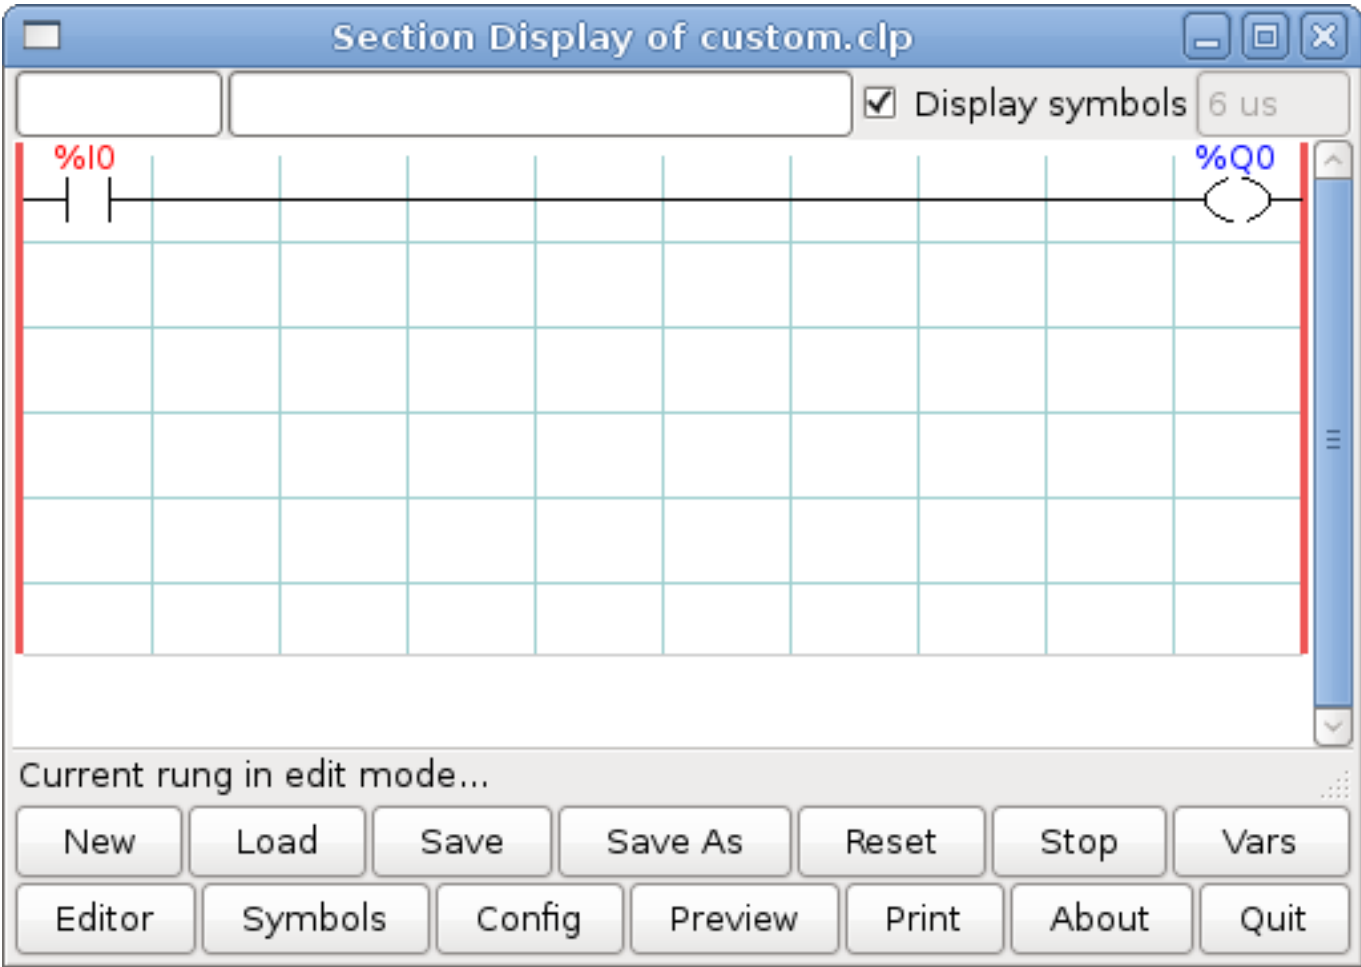 Section Display of custom.clp
Display symbols 6 us
%I0 %Q0
Current rung in edit mode...
New Load Save Save As Reset Stop Vars
Editor Symbols Config Preview Print About Quit